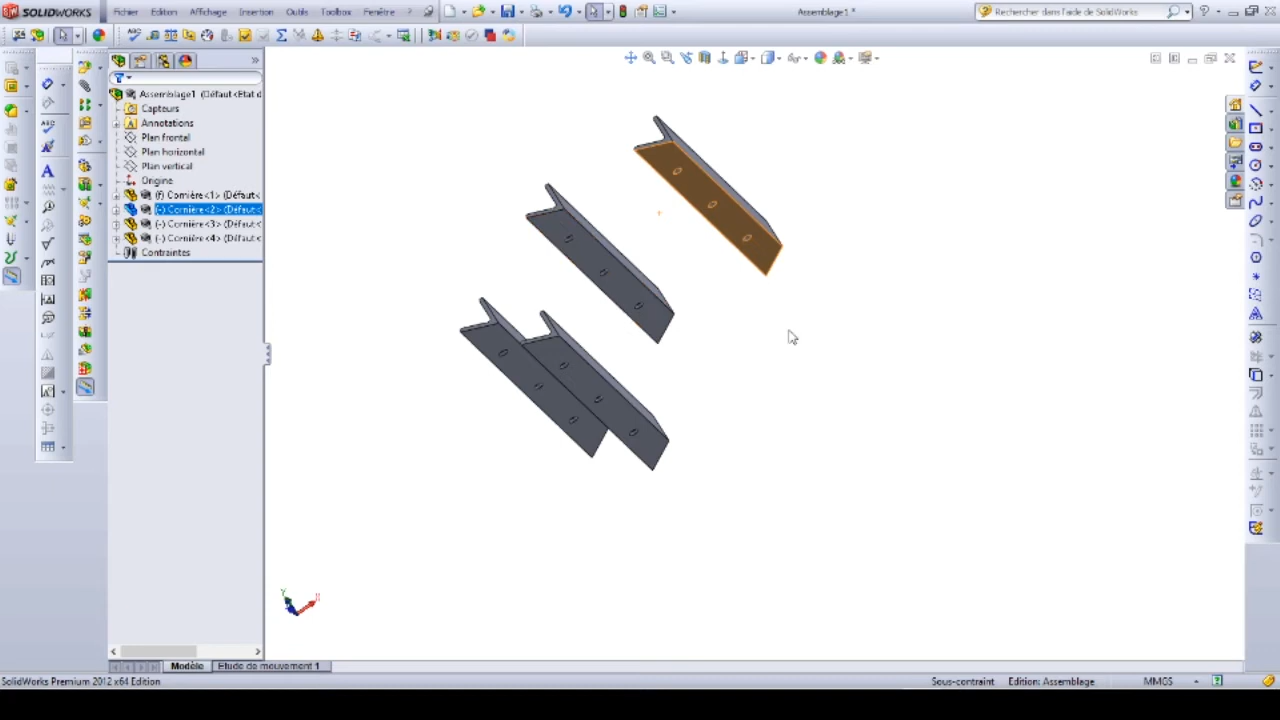 SOLIDWORKS Fichier Edition Affichage Insertion Outils Toolbox Fenêtre ? Assemblage1 * Rechercher dans l'aide de SolidWorks
Assemblage1 (Défaut<Etat d
Capteurs
Annotations
Plan frontal
Plan horizontal
Plan vertical
Origine
(f) Cornière<1> (Défaut<
(-) Cornière<2> (Défaut<
(-) Cornière<3> (Défaut<
(-) Cornière<4> (Défaut<
Contraintes
Modèle Etude de mouvement 1
SolidWorks Premium 2012 x64 Edition Sous-contraint Edition: Assemblage MMGS